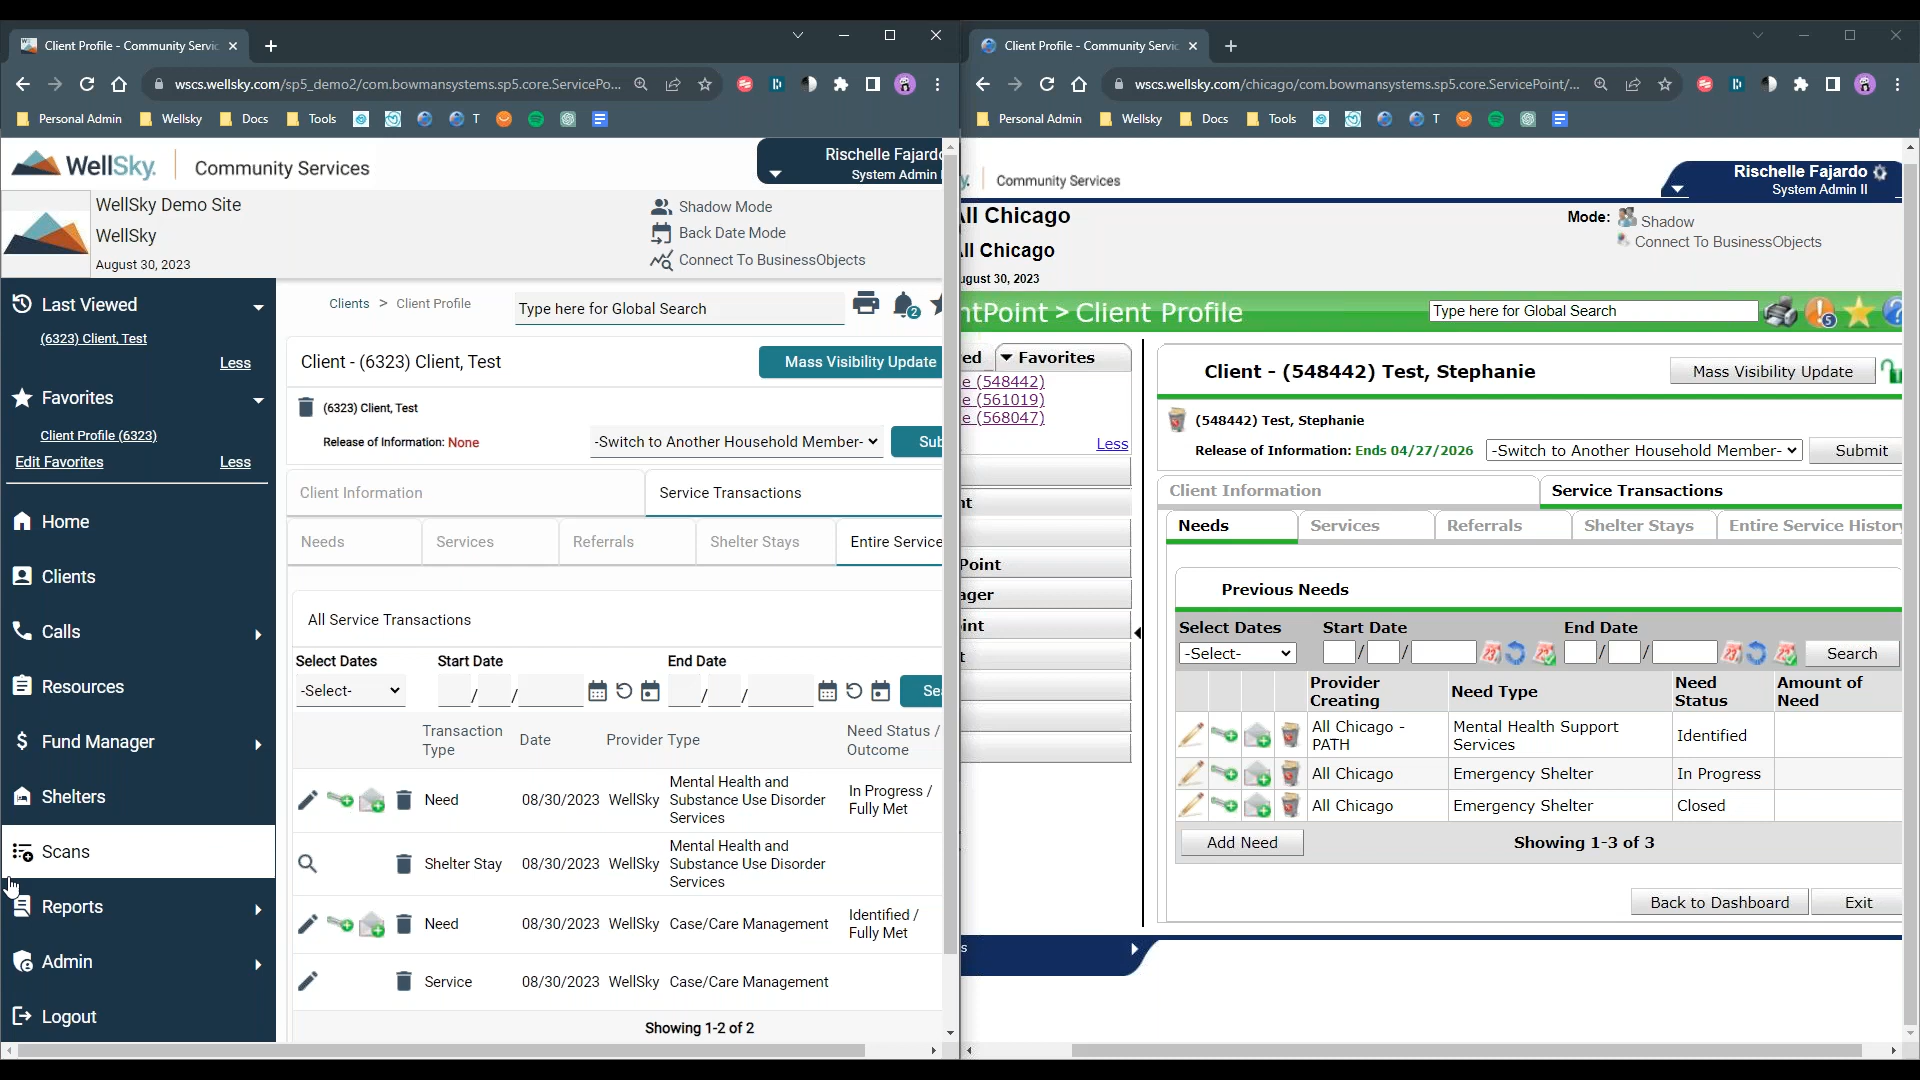 Client Profile - Community Servic
wscs.wellsky.com/sp5_demo2/com.bowmansystems.sp5.core.ServicePo...
Personal Admin
Wellsky
Docs
Tools
T
WellSky.
Community Services
Rischelle Fajardo
System Admin I
WellSky Demo Site
WellSky
August 30, 2023
Shadow Mode
Back Date Mode
Connect To BusinessObjects
Last Viewed
(6323) Client, Test
Less
Favorites
Client Profile (6323)
Edit Favorites
Less
Home
Clients
Calls
Resources
Fund Manager
Shelters
Scans
Reports
Admin
Logout
Clients > Client Profile
Type here for Global Search
2
Client - (6323) Client, Test
Mass Visibility Update
(6323) Client, Test
Release of Information: None
-Switch to Another Household Member-
Sub
Client Information
Service Transactions
Needs
Services
Referrals
Shelter Stays
Entire Service
All Service Transactions
Select Dates
Start Date
End Date
-Select-
/ /
/ /
Se
Transaction Type
Date
Provider
Type
Need Status / Outcome
Need 08/30/2023 WellSky Mental Health and Substance Use Disorder Services In Progress / Fully Met
Shelter Stay 08/30/2023 WellSky Mental Health and Substance Use Disorder Services
Need 08/30/2023 WellSky Case/Care Management Identified / Fully Met
Service 08/30/2023 WellSky Case/Care Management
Showing 1-2 of 2
Client Profile - Community Servic
wscs.wellsky.com/chicago/com.bowmansystems.sp5.core.ServicePoint/...
Personal Admin
Wellsky
Docs
Tools
T
y.
Community Services
Rischelle Fajardo
System Admin II
All Chicago
All Chicago
ugust 30, 2023
Mode:
Shadow
Connect To BusinessObjects
ntPoint > Client Profile
Type here for Global Search
5
ed
Favorites
e (548442)
e (561019)
e (568047)
Less
nt
Point
ager
int
t
s
Client - (548442) Test, Stephanie
Mass Visibility Update
(548442) Test, Stephanie
Release of Information: Ends 04/27/2026
-Switch to Another Household Member-
Submit
Client Information
Service Transactions
Needs
Services
Referrals
Shelter Stays
Entire Service History
Previous Needs
Select Dates
Start Date
End Date
-Select-
/ /
/ /
Search
Provider Creating
Need Type
Need Status
Amount of Need
All Chicago - PATH Mental Health Support Services Identified
All Chicago Emergency Shelter In Progress
All Chicago Emergency Shelter Closed
Add Need
Showing 1-3 of 3
Back to Dashboard
Exit